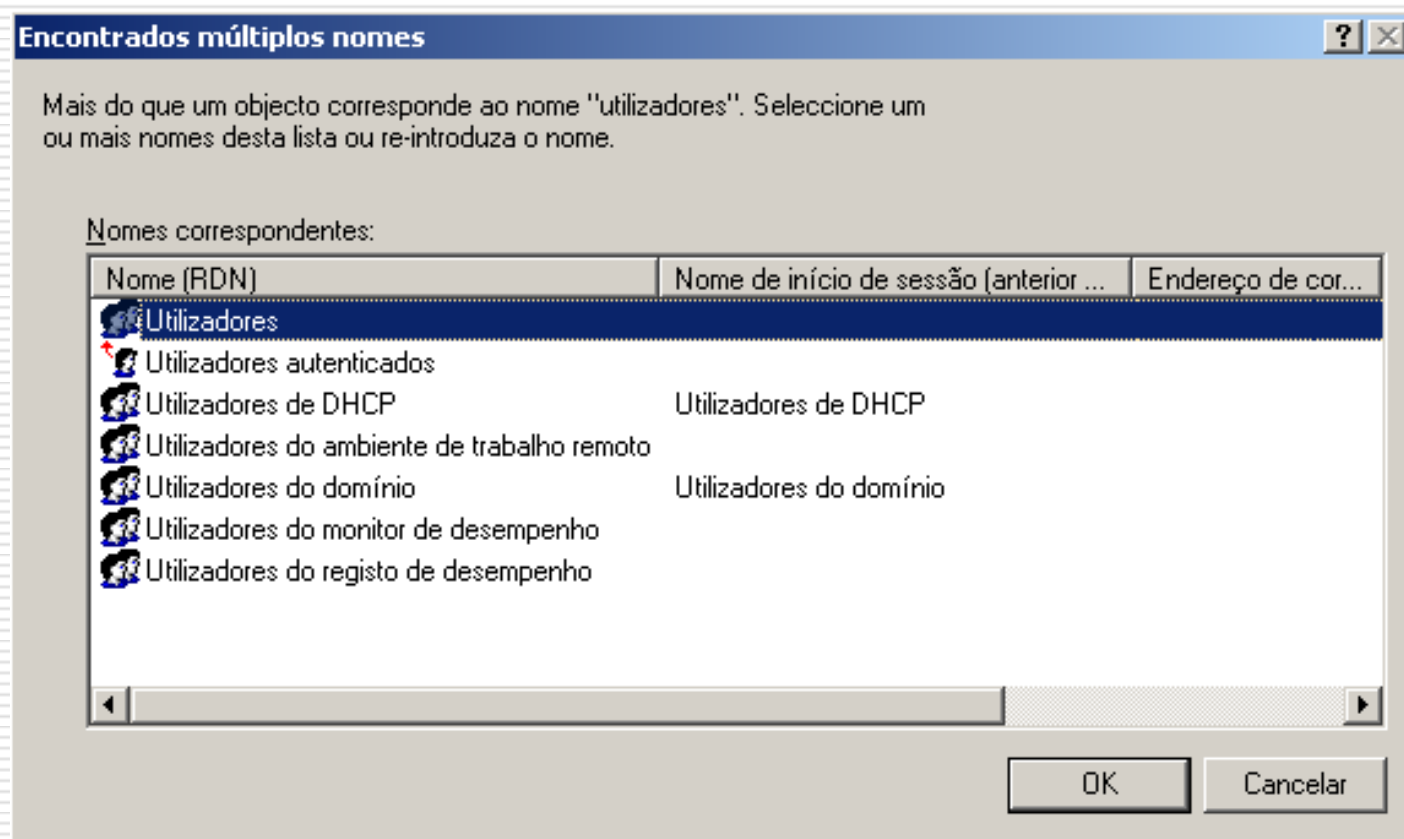 Encontrados múltiplos nomes
Mais do que um objecto corresponde ao nome "utilizadores". Seleccione um
ou mais nomes desta lista ou re-introduza o nome.
Nomes correspondentes:
Nome (RDN) Nome de início de sessão (anterior ... Endereço de cor...
Utilizadores
Utilizadores autenticados
Utilizadores de DHCP Utilizadores de DHCP
Utilizadores do ambiente de trabalho remoto
Utilizadores do domínio Utilizadores do domínio
Utilizadores do monitor de desempenho
Utilizadores do registo de desempenho
OK Cancelar